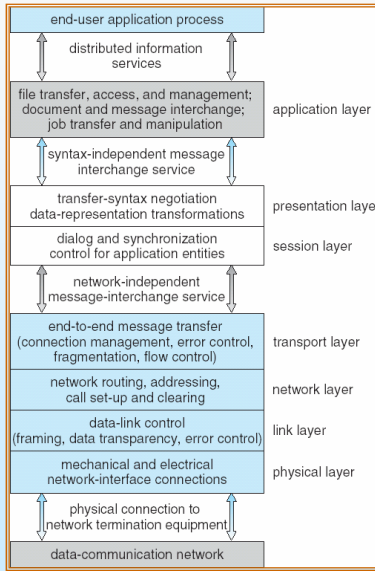 end-user application process
distributed information
services
file transfer, access, and management;
document and message interchange;
job transfer and manipulation
application layer
syntax-independent message
interchange service
transfer-syntax negotiation
data-representation transformations
presentation laye
dialog and synchronization
control for application entities
session layer
network-independent
message-interchange service
end-to-end message transfer
(connection management, error control,
fragmentation, flow control)
transport layer
network routing, addressing,
call set-up and clearing
network layer
data-link control
(framing, data transparency, error control)
link layer
mechanical and electrical
network-interface connections
physical layer
physical connection to
network termination equipment
data-communication network